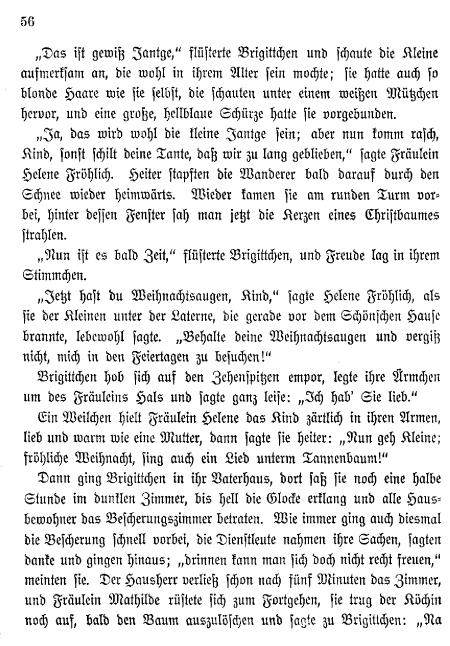 56
„Das ist gewiß Jantge,“ flüsterte Brigittchen und schaute die Kleine
aufmerksam an, die wohl in ihrem Alter sein mochte; sie hatte auch so
blonde Haare wie sie selbst, die schauten unter einem weißen Mützchen
hervor, und eine große, hellblaue Schürze hatte sie vorgebunden.
„Ja, das wird wohl die kleine Jantge sein; aber nun komm rasch,
Kind, sonst schilt deine Tante, daß wir zu lang geblieben,“ sagte Fräulein
Helene Fröhlich. Heiter stapften die Wanderer bald darauf durch den
Schnee wieder heimwärts. Wieder kamen sie am runden Turm vor-
bei, hinter dessen Fenster sah man jetzt die Kerzen eines Christbaumes
strahlen.
„Nun ist es bald Zeit,“ flüsterte Brigittchen, und Freude lag in ihrem
Stimmchen.
„Jetzt hast du Weihnachtsaugen, Kind,“ sagte Helene Fröhlich, als
sie der Kleinen unter der Laterne, die gerade vor dem Schönschen Hause
brannte, lebewohl sagte. „Behalte deine Weihnachtsaugen und vergiß
nicht, mich in den Feiertagen zu besuchen!“
Brigittchen hob sich auf den Zehenspitzen empor, legte ihre Ärmchen
um des Fräuleins Hals und sagte ganz leise: „Ich hab' Sie lieb.“
Ein Weilchen hielt Fräulein Helene das Kind zärtlich in ihren Armen,
lieb und warm wie eine Mutter, dann sagte sie heiter: „Nun geh Kleine;
fröhliche Weihnacht, sing auch ein Lied unterm Tannenbaum!“
Dann ging Brigittchen in ihr Vaterhaus, dort saß sie noch eine halbe
Stunde im dunklen Zimmer, bis hell die Glocke erklang und alle Haus-
bewohner das Bescherungszimmer betraten. Wie immer ging auch diesmal
die Bescherung schnell vorbei, die Dienstleute nahmen ihre Sachen, sagten
danke und gingen hinaus; „drinnen kann man sich doch nicht recht freuen,“
meinten sie. Der Hausherr verließ schon nach fünf Minuten das Zimmer,
und Fräulein Mathilde rüstete sich zum Fortgehen, sie trug der Köchin
noch auf, bald den Baum auszulöschen und sagte zu Brigittchen: „Na